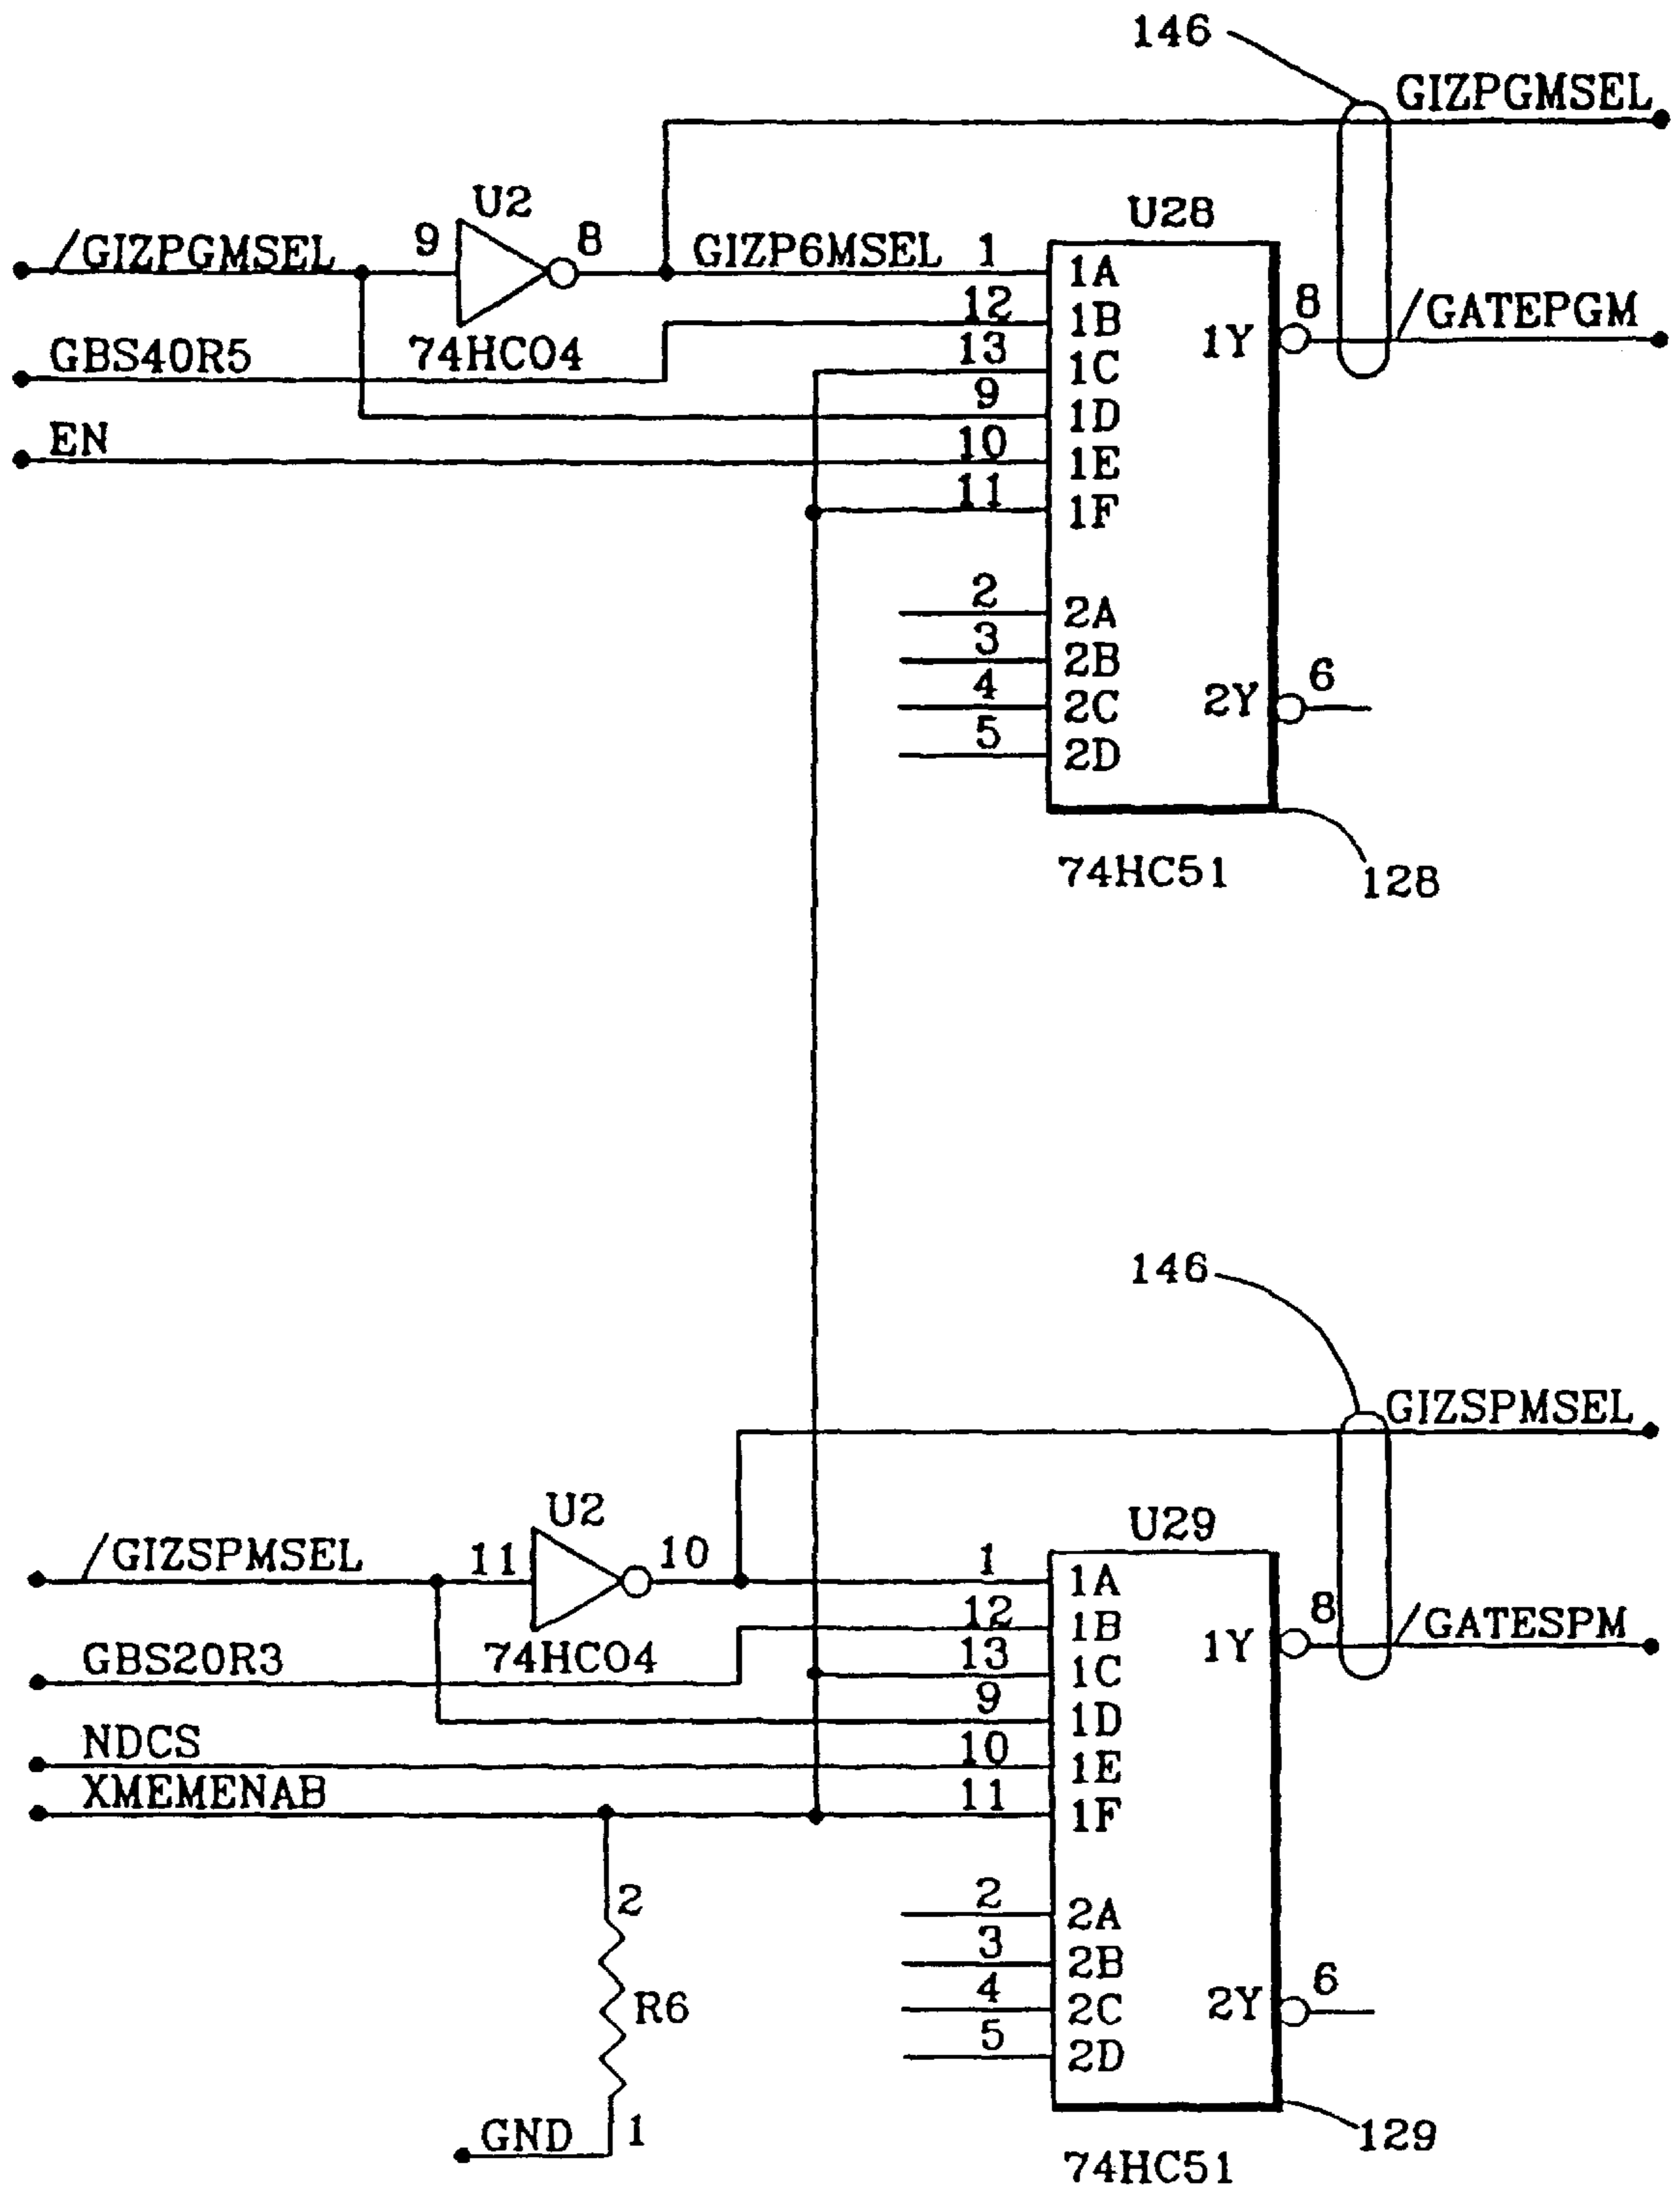 146
GIZPGMSEL
U2
U28
/GIZPGMSEL 9 8 GIZP6MSEL 1 1A
12 1B 1Y 8 /GATEPGM
GBS40R5 74HC04 13 1C
9 1D
EN 10 1E
11 1F
2 2A
3 2B
4 2C 2Y 6
5 2D
74HC51 128
146
GIZSPMSEL
U2 U29
/GIZSPMSEL 11 10 1 1A
12 1B 1Y 8 /GATESPM
GBS20R3 74HC04 13 1C
9 1D
NDCS 10 1E
XMEMENAB 11 1F
2 2 2A
3 2B
R6 4 2C 2Y 6
5 2D
GND 1 129
74HC51